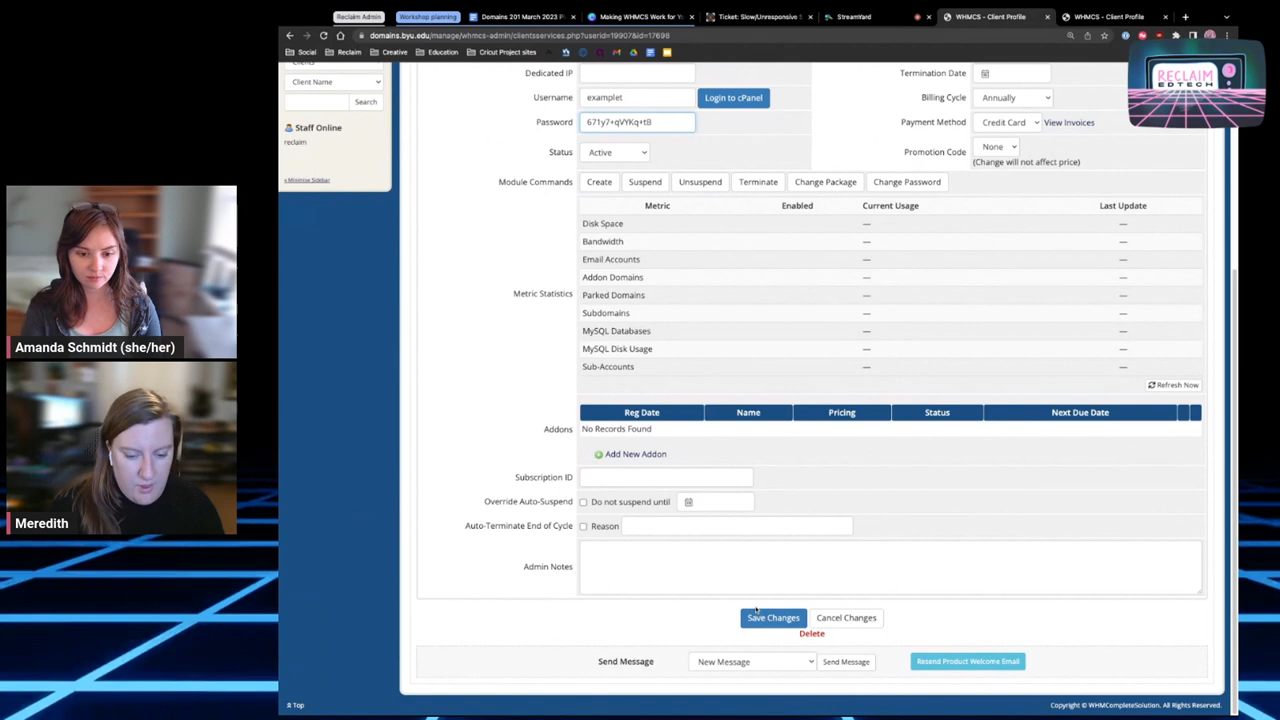 Reclaim Admin
Workshop planning
Domains 201 March 2023 P
Making WHMCS Work for Yo
Ticket: Slow/Unresponsive S
StreamYard
WHMCS - Client Profile
WHMCS - Client Profile
domains.byu.edu/manage/whmcs-admin/clientsservices.php?userid=19907&id=17698
Social
Reclaim
Creative
Education
Cricut Project sites
RECLAIM
EDTECH
Clients
Client Name
Search
Staff Online
reclaim
« Minimise Sidebar
Dedicated IP
Termination Date
Username
examplet
Login to cPanel
Billing Cycle
Annually
Password
671y7+qVYKq+tB
Payment Method
Credit Card
View Invoices
Status
Active
Promotion Code
None
(Change will not affect price)
Module Commands
Create
Suspend
Unsuspend
Terminate
Change Package
Change Password
Metric
Enabled
Current Usage
Last Update
Disk Space — —
Bandwidth — —
Email Accounts — —
Addon Domains — —
Metric Statistics
Parked Domains — —
Subdomains — —
MySQL Databases — —
MySQL Disk Usage — —
Sub-Accounts — —
Refresh Now
Reg Date
Name
Pricing
Status
Next Due Date
Addons
No Records Found
Add New Addon
Subscription ID
Override Auto-Suspend
Do not suspend until
Auto-Terminate End of Cycle
Reason
Admin Notes
Save Changes
Cancel Changes
Delete
Send Message
New Message
Send Message
Resend Product Welcome Email
Top
Copyright © WHMCompleteSolution. All Rights Reserved.
Amanda Schmidt (she/her)
Meredith